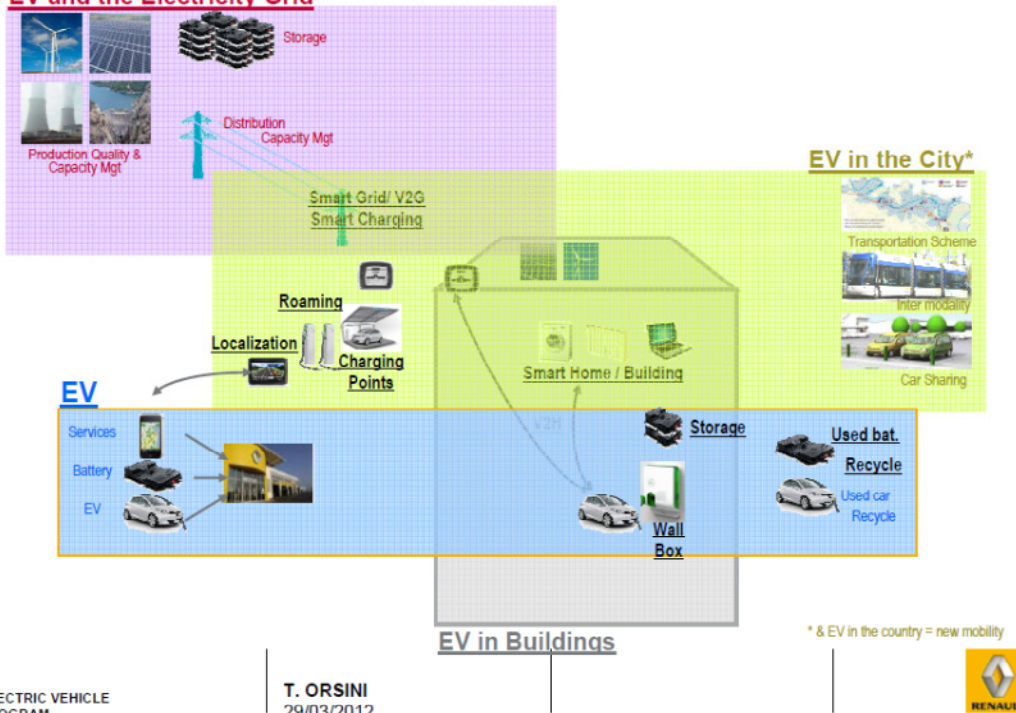 EV and the Electricity Grid
Storage
Distribution
Capacity Mgt
Production Quality &
Capacity Mgt
EV in the City*
Smart Grid/ V2G
Smart Charging
Transportation Scheme
Roaming
Inter modality
Localization
Charging
Points
Smart Home / Building
Car Sharing
EV
Services
V2H
Storage
Used bat.
Recycle
Battery
EV
Used car
Recycle
Wall
Box
* & EV in the country = new mobility
EV in Buildings
T. ORSINI
29/03/2012
ECTRIC VEHICLE
OGRAM
RENAUL